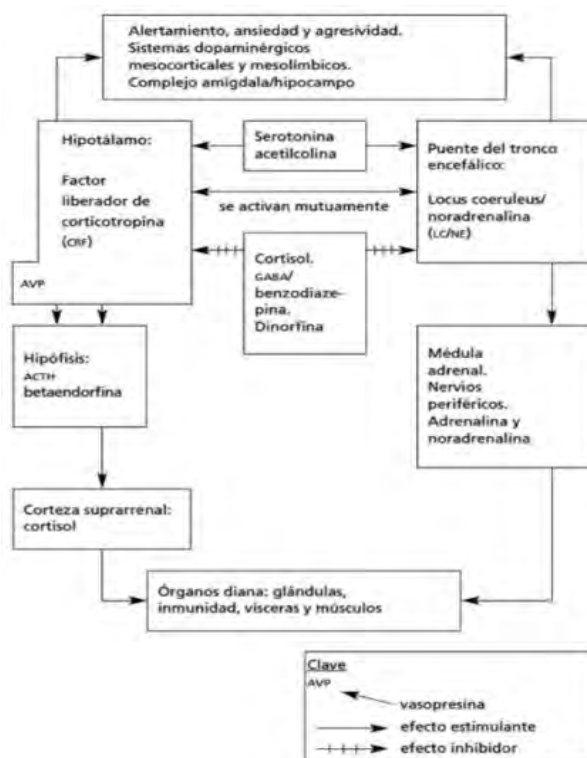 Alertamiento, ansiedad y agresividad.
Sistemas dopaminérgicos
mesocorticales y mesolímbicos.
Complejo amígdala/hipocampo
Hipotálamo:
Factor
liberador de
corticotropina
(CRF)
AVP
Serotonina
acetilcolina
se activan mutuamente
Cortisol.
GABA/
benzodiaze-
pina.
Dinorfina
Puente del tronco
encefálico:
Locus coeruleus/
noradrenalina
(LC/NE)
Hipófisis:
ACTH
betaendorfina
Médula
adrenal.
Nervios
periféricos.
Adrenalina y
noradrenalina
Corteza suprarrenal:
cortisol
Órganos diana: glándulas,
inmunidad, vísceras y músculos
Clave
AVP
vasopresina
efecto estimulante
efecto inhibidor